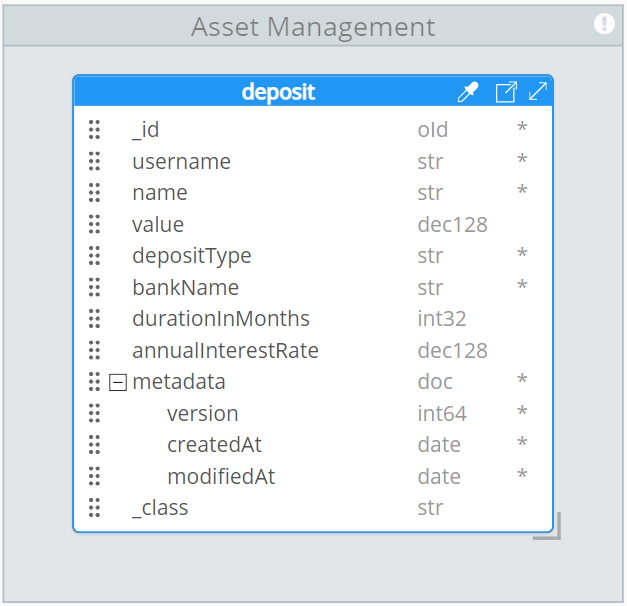 Asset Management
deposit
_id oId *
username str *
name str *
value dec128
depositType str *
bankName str *
durationInMonths int32
annualInterestRate dec128
metadata doc *
version int64 *
createdAt date *
modifiedAt date *
_class str